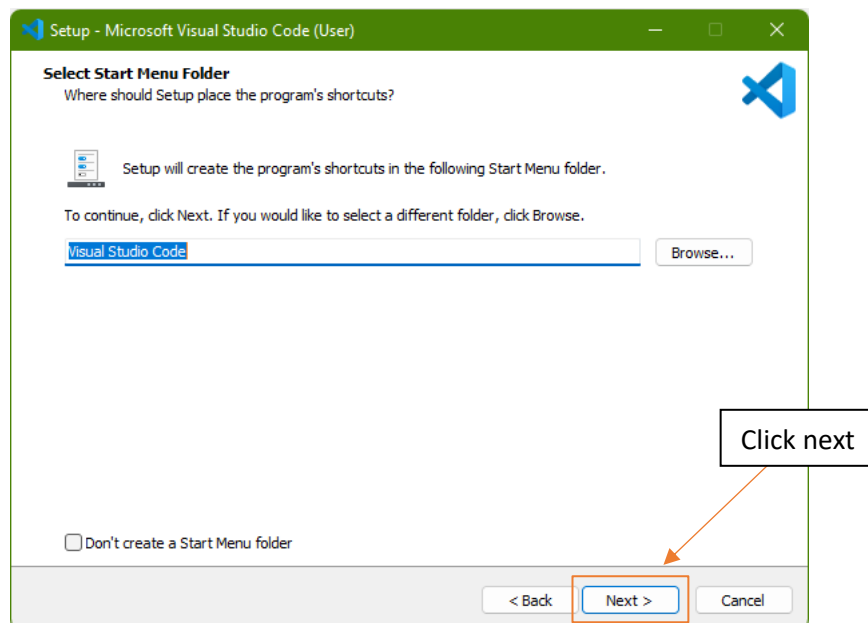 Setup - Microsoft Visual Studio Code (User)
Select Start Menu Folder
Where should Setup place the program's shortcuts?
Setup will create the program's shortcuts in the following Start Menu folder.
To continue, click Next. If you would like to select a different folder, click Browse.
Visual Studio Code
Browse...
Click next
Don't create a Start Menu folder
< Back
Next >
Cancel